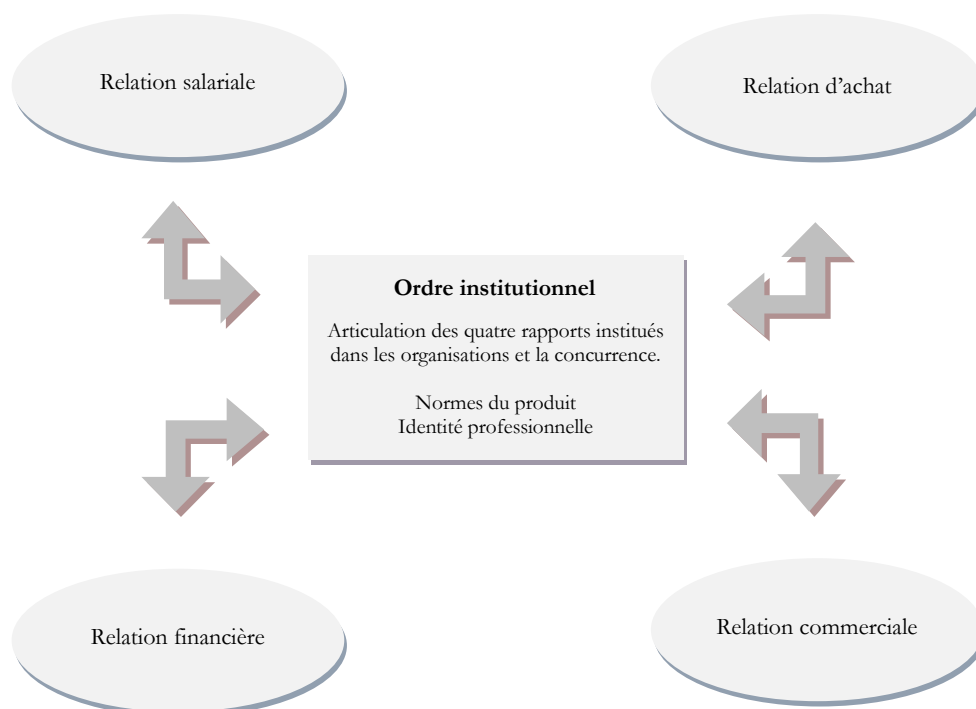 Relation salariale
Relation d’achat
Ordre institutionnel
Articulation des quatre rapports institués
dans les organisations et la concurrence.
Normes du produit
Identité professionnelle
Relation financière
Relation commerciale